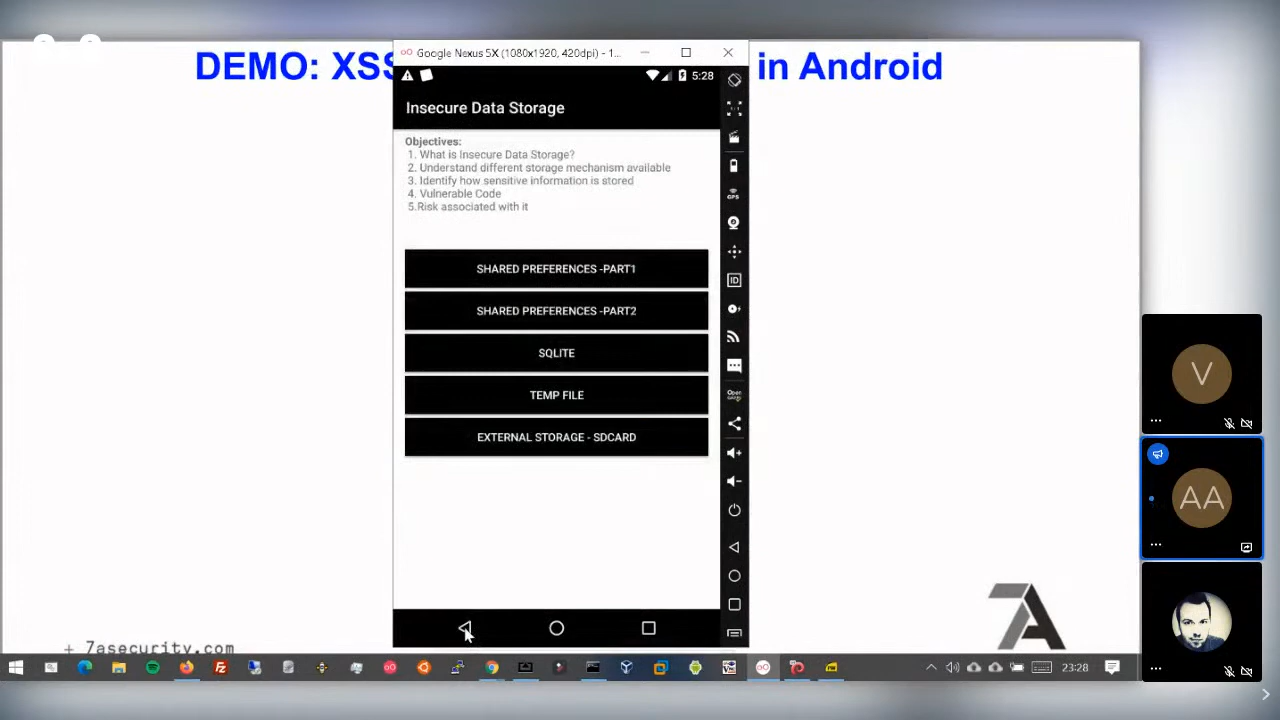 DEMO: XSS
in Android
Google Nexus 5X (1080x1920, 420dpi) - 1...
5:28
Insecure Data Storage
Objectives:
1. What is Insecure Data Storage?
2. Understand different storage mechanism available
3. Identify how sensitive information is stored
4. Vulnerable Code
5.Risk associated with it
SHARED PREFERENCES -PART1
SHARED PREFERENCES -PART2
SQLITE
TEMP FILE
EXTERNAL STORAGE - SDCARD
GPS
ID
V
AA
7A
+ 7asecurity.com
23:28